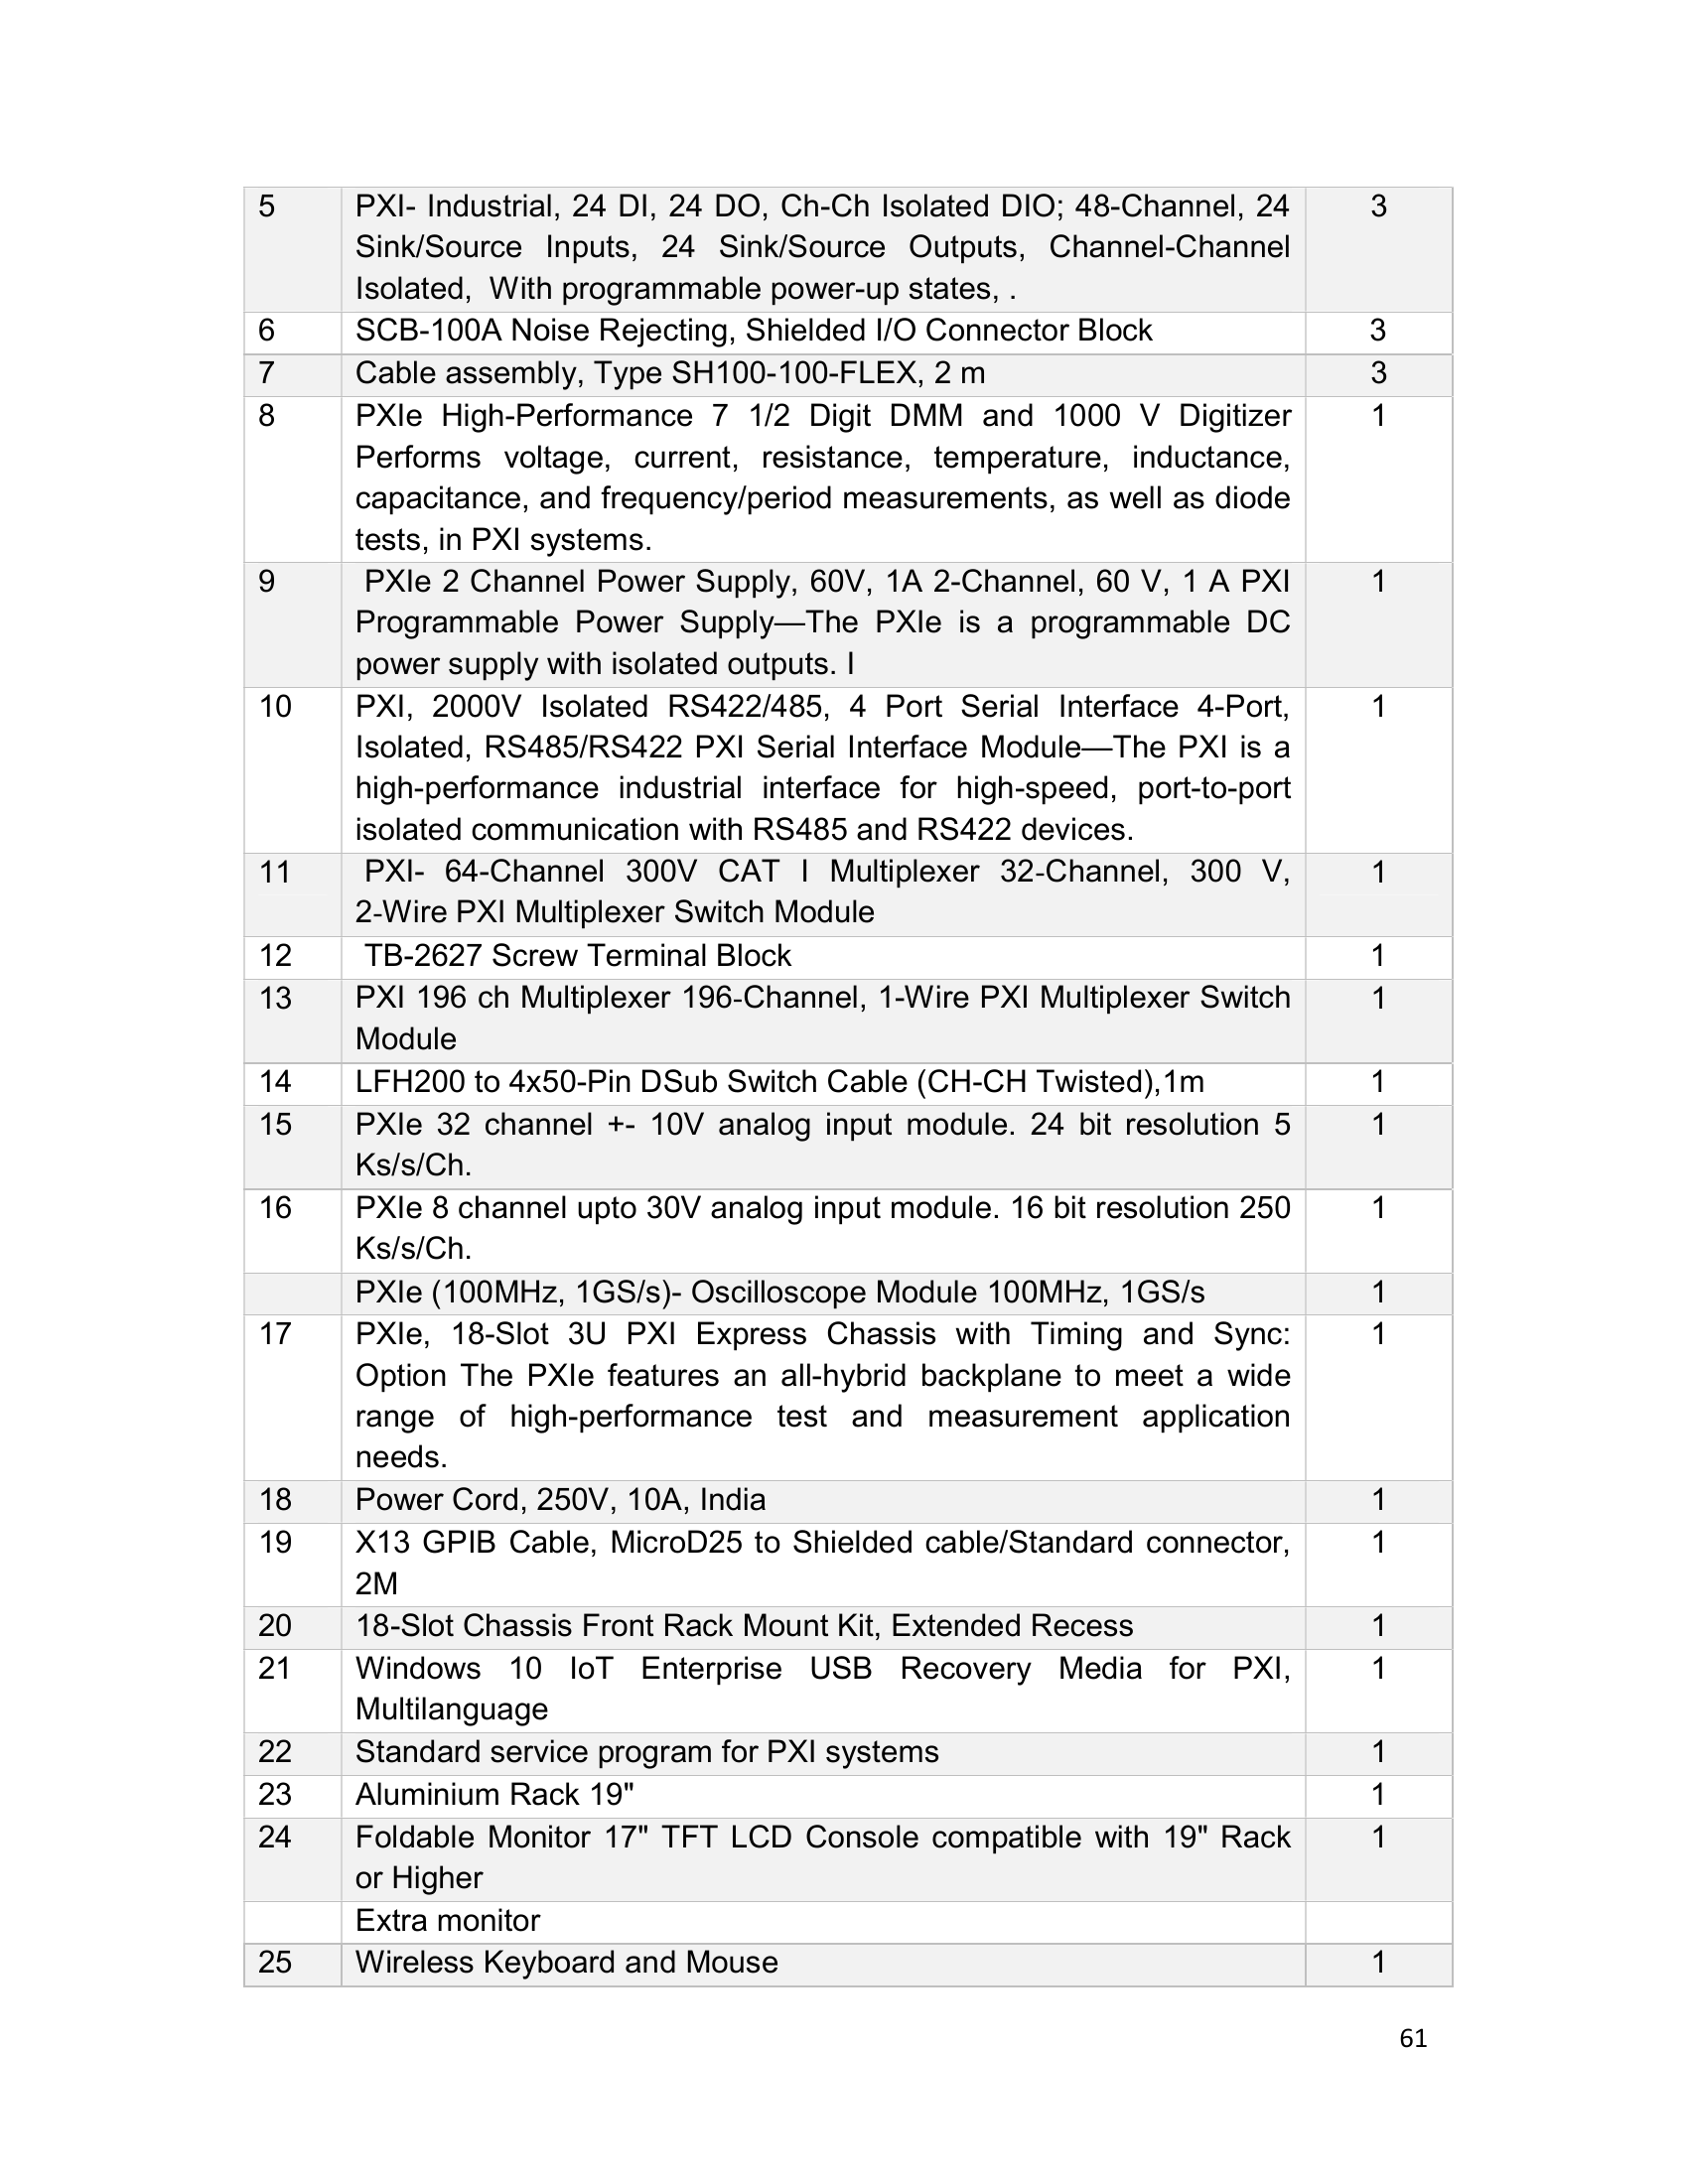 5 PXI- Industrial, 24 DI, 24 DO, Ch-Ch Isolated DIO; 48-Channel, 24 3
Sink/Source Inputs, 24 Sink/Source Outputs, Channel-Channel
Isolated,  With programmable power-up states, .
6 SCB-100A Noise Rejecting, Shielded I/O Connector Block 3
7 Cable assembly, Type SH100-100-FLEX, 2 m 3
8 PXIe High-Performance 7 1/2 Digit DMM and 1000 V Digitizer 1
Performs voltage, current, resistance, temperature, inductance,
capacitance, and frequency/period measurements, as well as diode
tests, in PXI systems.
9 PXIe 2 Channel Power Supply, 60V, 1A 2-Channel, 60 V, 1 A PXI 1
Programmable Power Supply—The PXIe is a programmable DC
power supply with isolated outputs. I
10 PXI, 2000V Isolated RS422/485, 4 Port Serial Interface 4-Port, 1
Isolated, RS485/RS422 PXI Serial Interface Module—The PXI is a
high-performance industrial interface for high-speed, port-to-port
isolated communication with RS485 and RS422 devices.
11 PXI- 64-Channel 300V CAT I Multiplexer 32-Channel, 300 V, 1
2-Wire PXI Multiplexer Switch Module
12 TB-2627 Screw Terminal Block 1
13 PXI 196 ch Multiplexer 196-Channel, 1-Wire PXI Multiplexer Switch 1
Module
14 LFH200 to 4x50-Pin DSub Switch Cable (CH-CH Twisted),1m 1
15 PXIe 32 channel +- 10V analog input module. 24 bit resolution 5 1
Ks/s/Ch.
16 PXIe 8 channel upto 30V analog input module. 16 bit resolution 250 1
Ks/s/Ch.
PXIe (100MHz, 1GS/s)- Oscilloscope Module 100MHz, 1GS/s 1
17 PXIe, 18-Slot 3U PXI Express Chassis with Timing and Sync: 1
Option The PXIe features an all-hybrid backplane to meet a wide
range of high-performance test and measurement application
needs.
18 Power Cord, 250V, 10A, India 1
19 X13 GPIB Cable, MicroD25 to Shielded cable/Standard connector, 1
2M
20 18-Slot Chassis Front Rack Mount Kit, Extended Recess 1
21 Windows 10 IoT Enterprise USB Recovery Media for PXI, 1
Multilanguage
22 Standard service program for PXI systems 1
23 Aluminium Rack 19" 1
24 Foldable Monitor 17" TFT LCD Console compatible with 19" Rack 1
or Higher
Extra monitor
25 Wireless Keyboard and Mouse 1
61